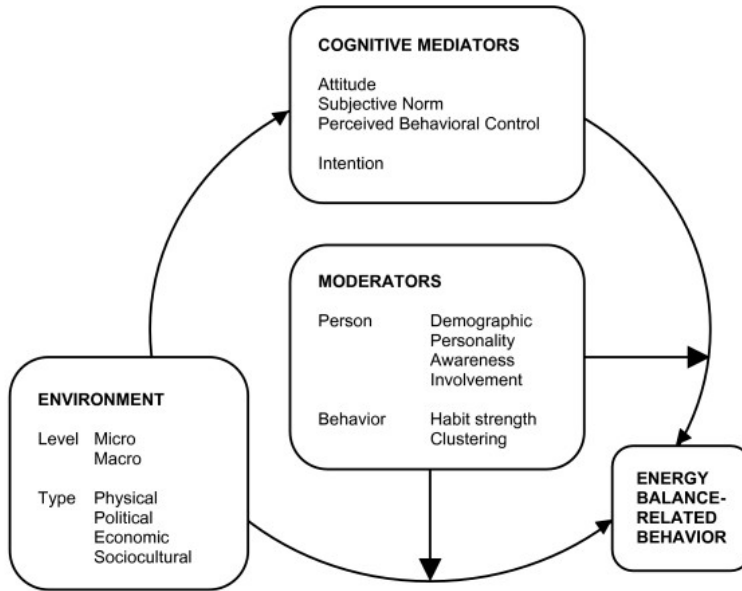 COGNITIVE MEDIATORS
Attitude
Subjective Norm
Perceived Behavioral Control
Intention
MODERATORS
Person Demographic
Personality
Awareness
Involvement
Behavior Habit strength
Clustering
ENVIRONMENT
Level Micro
Macro
Type Physical
Political
Economic
Sociocultural
ENERGY
BALANCE-
RELATED
BEHAVIOR